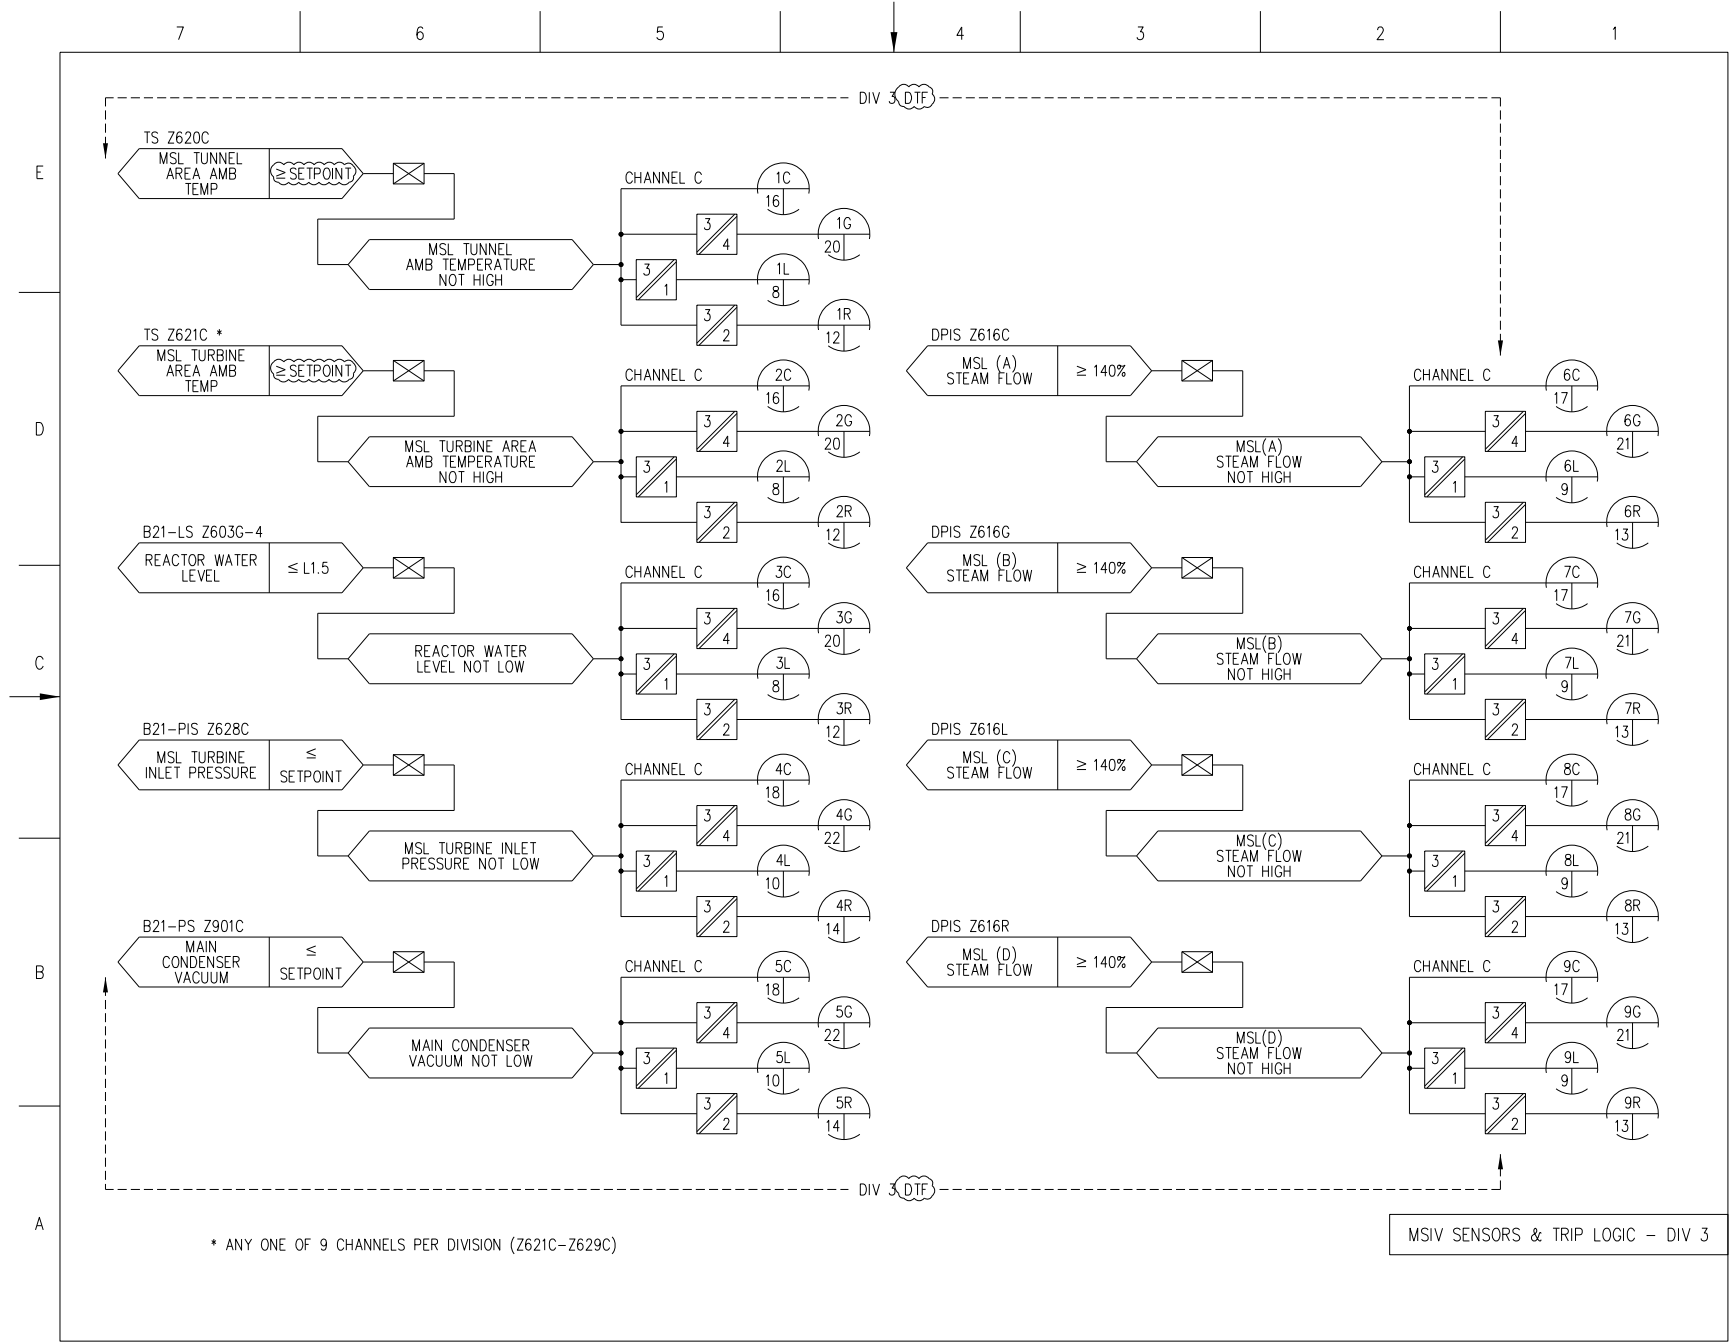 7 6 5 4 3 2 1
E
D
C
B
A
DIV 3 DTF
TS Z620C
MSL TUNNEL
AREA AMB
TEMP
≥ SETPOINT
MSL TUNNEL
AMB TEMPERATURE
NOT HIGH
CHANNEL C
1C
16
3
4
1G
20
3
1
1L
8
3
2
1R
12
TS Z621C *
MSL TURBINE
AREA AMB
TEMP
≥ SETPOINT
MSL TURBINE AREA
AMB TEMPERATURE
NOT HIGH
CHANNEL C
2C
16
3
4
2G
20
3
1
2L
8
3
2
2R
12
B21-LS Z603G-4
REACTOR WATER
LEVEL
≤ L1.5
REACTOR WATER
LEVEL NOT LOW
CHANNEL C
3C
16
3
4
3G
20
3
1
3L
8
3
2
3R
12
B21-PIS Z628C
MSL TURBINE
INLET PRESSURE
≤
SETPOINT
MSL TURBINE INLET
PRESSURE NOT LOW
CHANNEL C
4C
18
3
4
4G
22
3
1
4L
10
3
2
4R
14
B21-PS Z901C
MAIN
CONDENSER
VACUUM
≤
SETPOINT
MAIN CONDENSER
VACUUM NOT LOW
CHANNEL C
5C
18
3
4
5G
22
3
1
5L
10
3
2
5R
14
DPIS Z616C
MSL (A)
STEAM FLOW
≥ 140%
MSL(A)
STEAM FLOW
NOT HIGH
CHANNEL C
6C
17
3
4
6G
21
3
1
6L
9
3
2
6R
13
DPIS Z616G
MSL (B)
STEAM FLOW
≥ 140%
MSL(B)
STEAM FLOW
NOT HIGH
CHANNEL C
7C
17
3
4
7G
21
3
1
7L
9
3
2
7R
13
DPIS Z616L
MSL (C)
STEAM FLOW
≥ 140%
MSL(C)
STEAM FLOW
NOT HIGH
CHANNEL C
8C
17
3
4
8G
21
3
1
8L
9
3
2
8R
13
DPIS Z616R
MSL (D)
STEAM FLOW
≥ 140%
MSL(D)
STEAM FLOW
NOT HIGH
CHANNEL C
9C
17
3
4
9G
21
3
1
9L
9
3
2
9R
13
DIV 3 DTF
* ANY ONE OF 9 CHANNELS PER DIVISION (Z621C-Z629C)
MSIV SENSORS & TRIP LOGIC - DIV 3